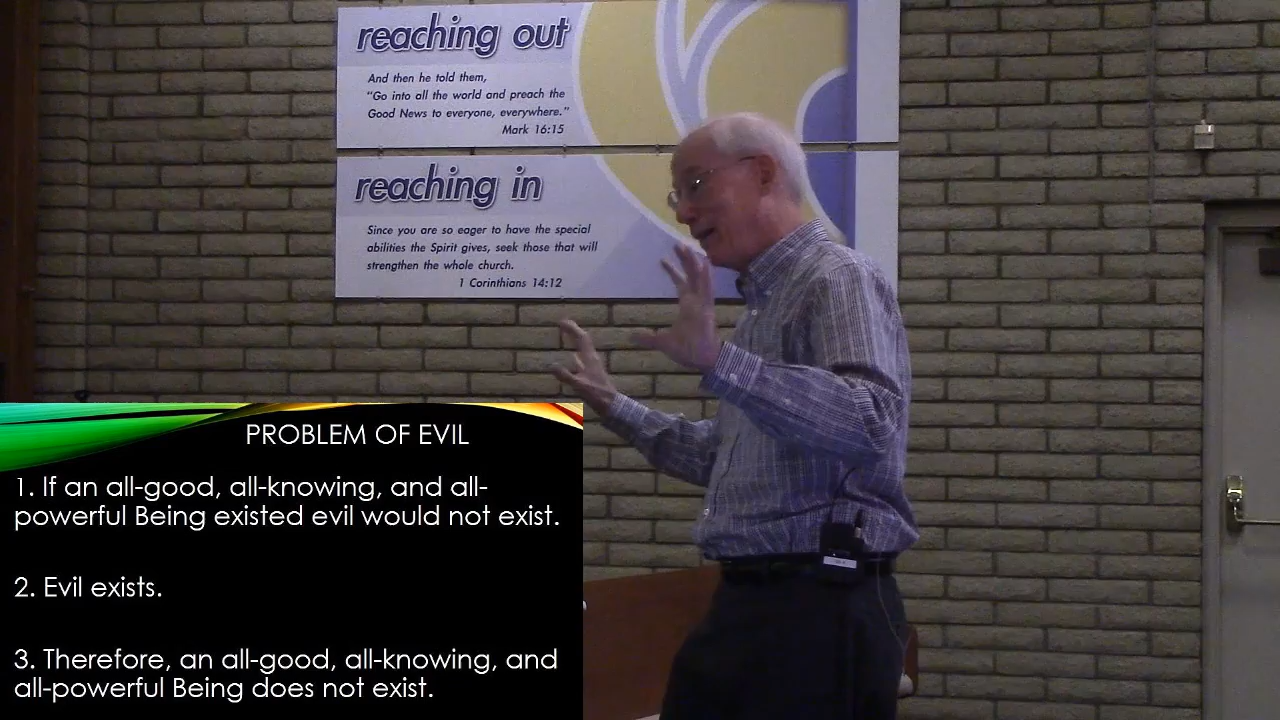 reaching out
And then he told them,
"Go into all the world and preach the
Good News to everyone, everywhere."
Mark 16:15
reaching in
Since you are so eager to have the special
abilities the Spirit gives, seek those that will
strengthen the whole church.
1 Corinthians 14:12
PROBLEM OF EVIL
1. If an all-good, all-knowing, and all-
powerful Being existed evil would not exist.
2. Evil exists.
3. Therefore, an all-good, all-knowing, and
all-powerful Being does not exist.